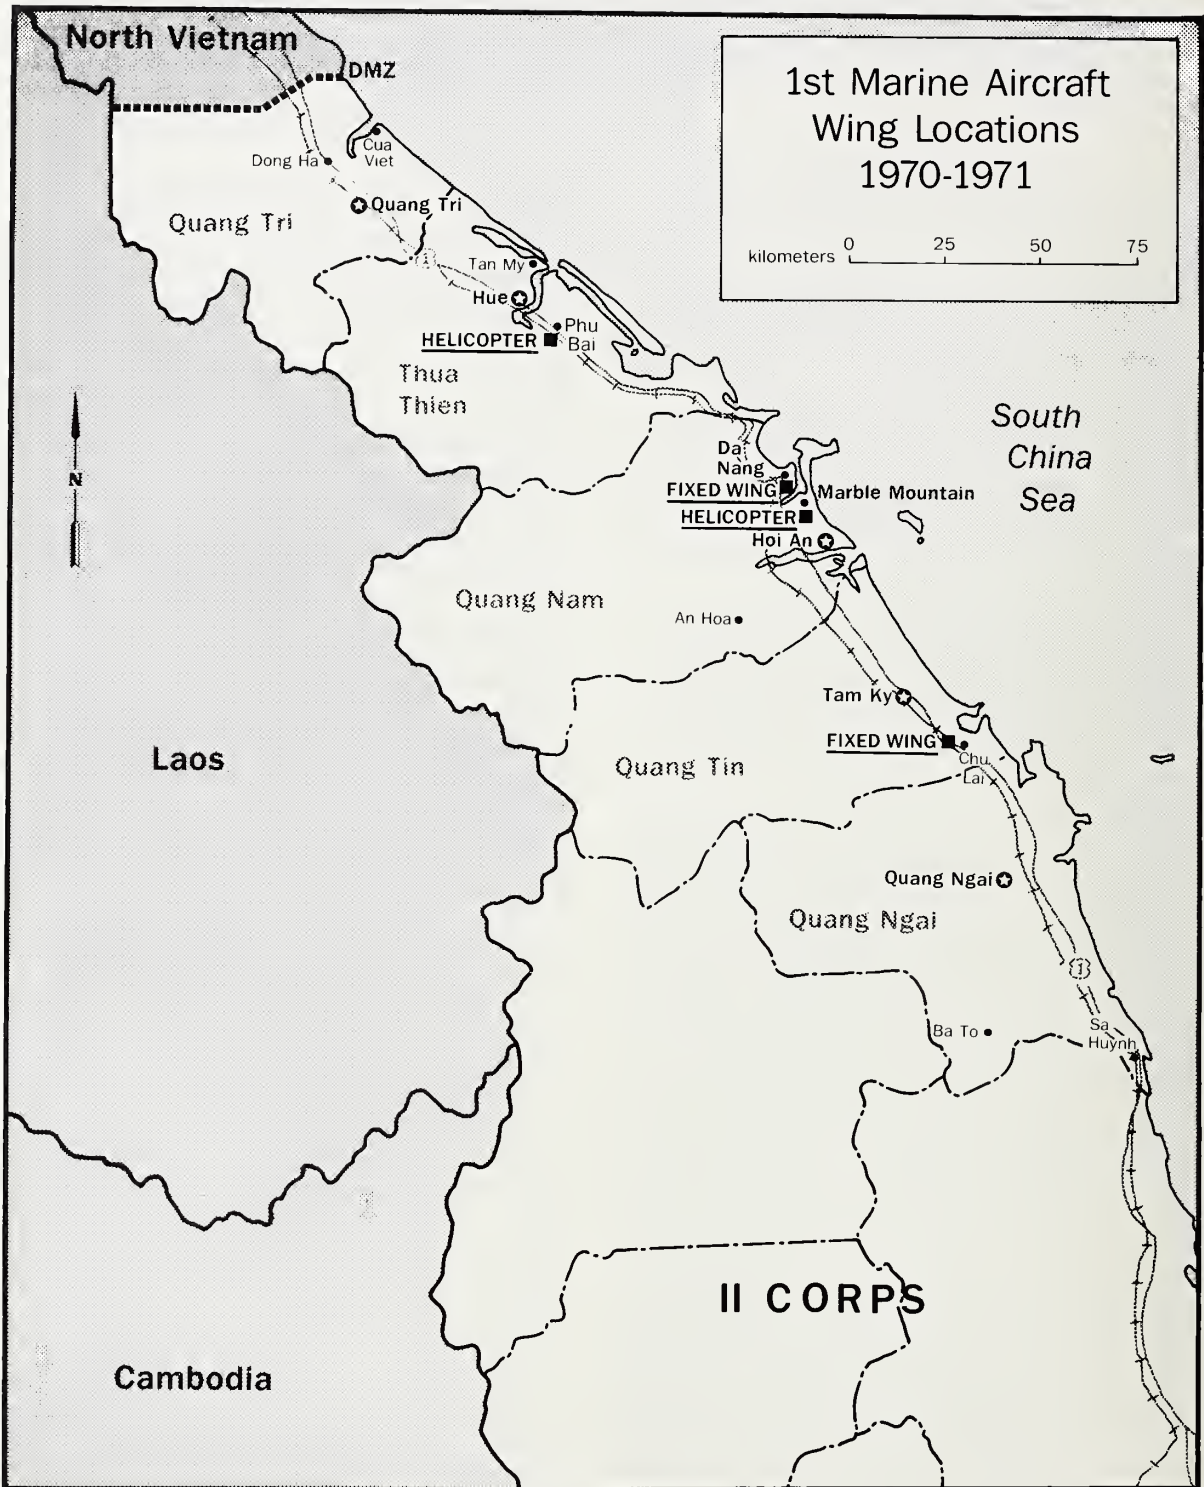 North Vietnam
DMZ
1st Marine Aircraft
Wing Locations
1970-1971
kilometers 0 25 50 75
Cua
Viet
Dong Ha
Quang Tri
Quang Tri
1
Tan My
Hue
Phu
Bai
HELICOPTER
Thua
Thien
South
China
Sea
N
Da
Nang
FIXED WING
Marble Mountain
HELICOPTER
Hoi An
Quang Nam
An Hoa
Tam Ky
FIXED WING
Chu
Lai
Laos
Quang Tin
Quang Ngai
Quang Ngai
1
Sa
Huynh
Ba To
II CORPS
Cambodia